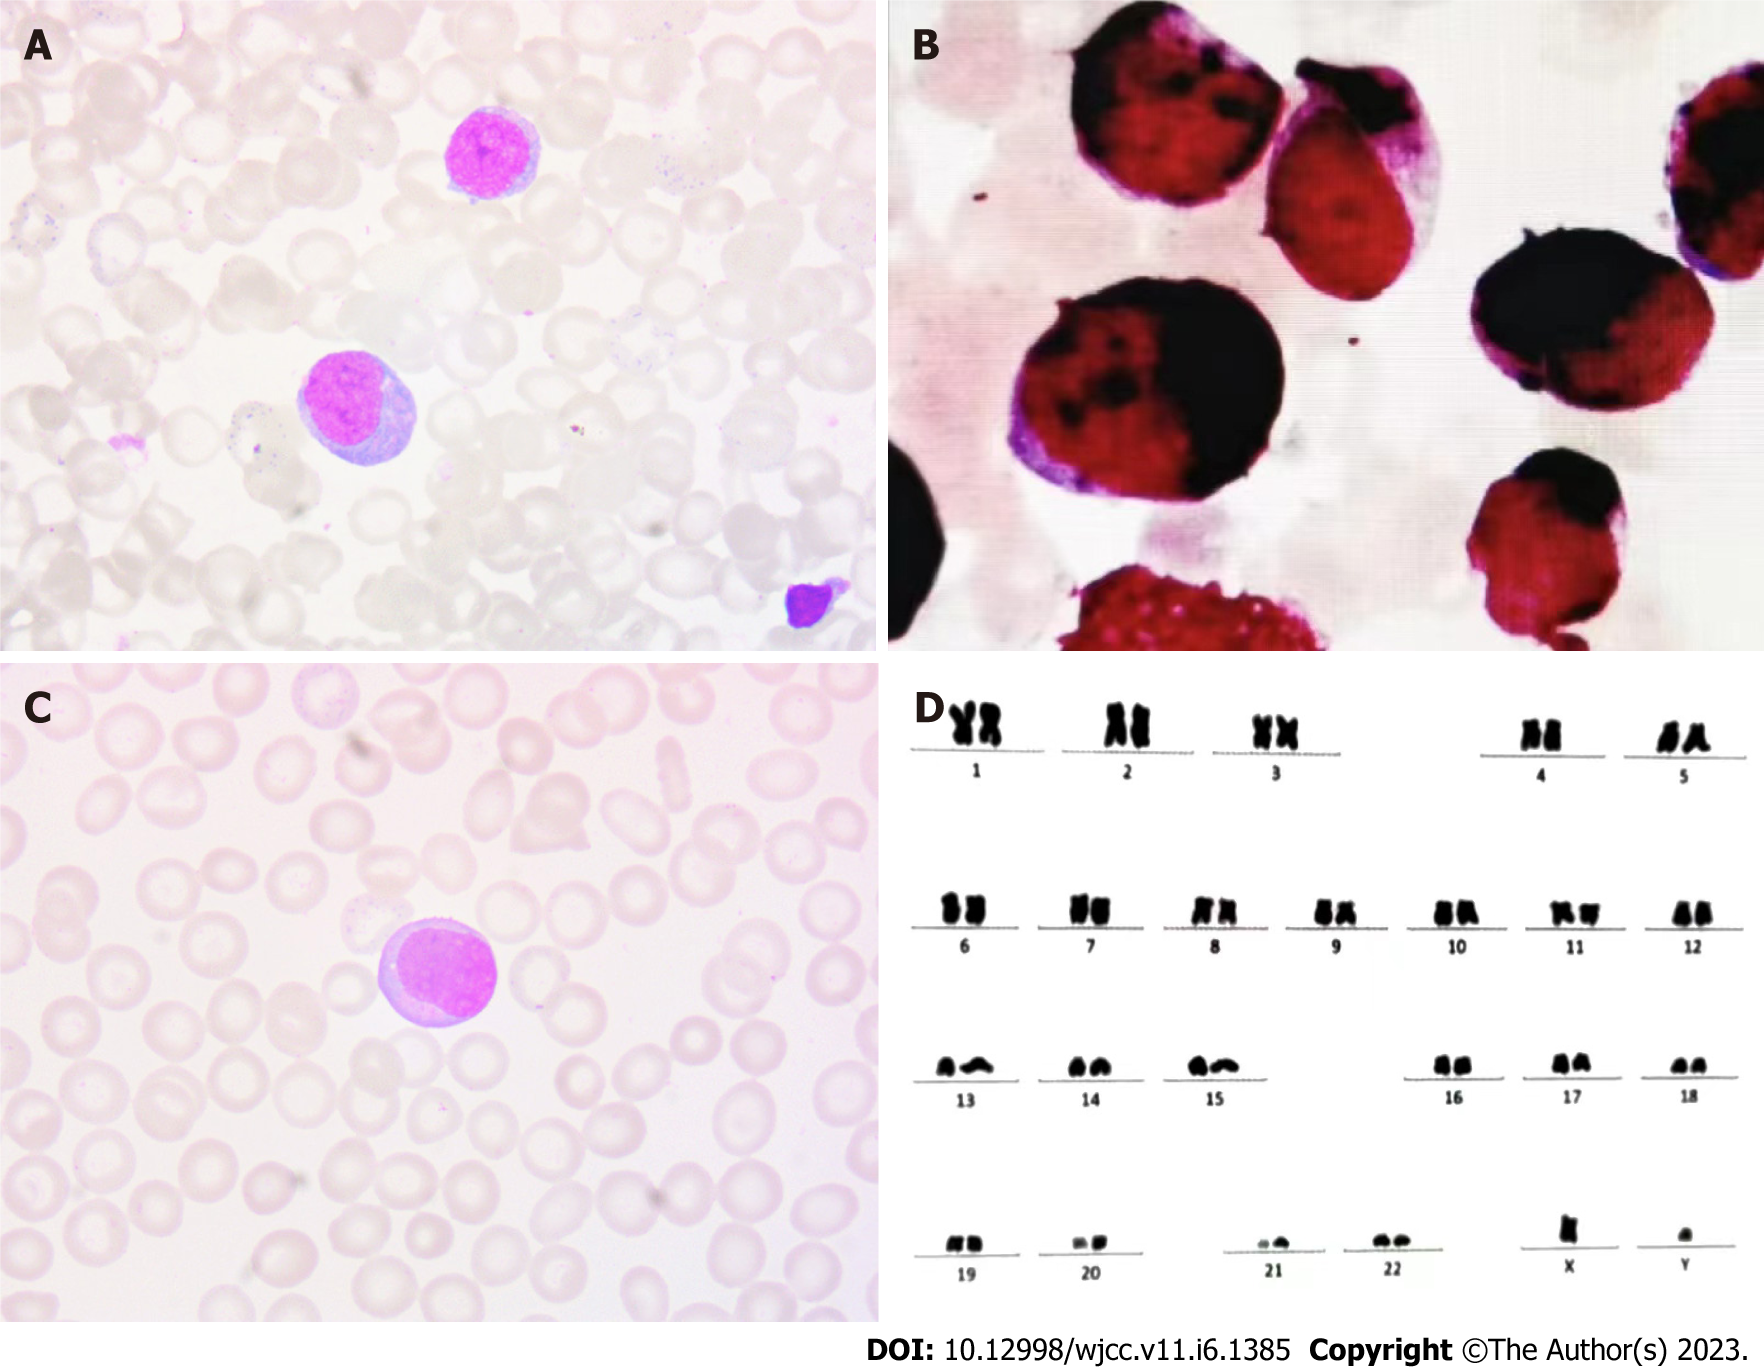 A
B
C
D
1 2 3 4 5
6 7 8 9 10 11 12
13 14 15 16 17 18
19 20 21 22 X Y
DOI: 10.12998/wjcc.v11.i6.1385 Copyright ©The Author(s) 2023.